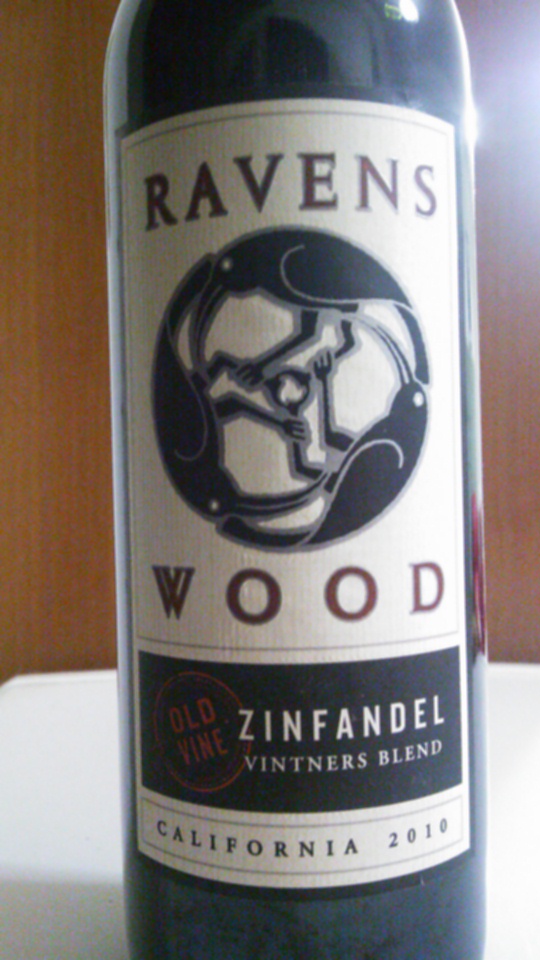 RAVENS
WOOD
OLD
VINE
ZINFANDEL
VINTNERS BLEND
CALIFORNIA 2010